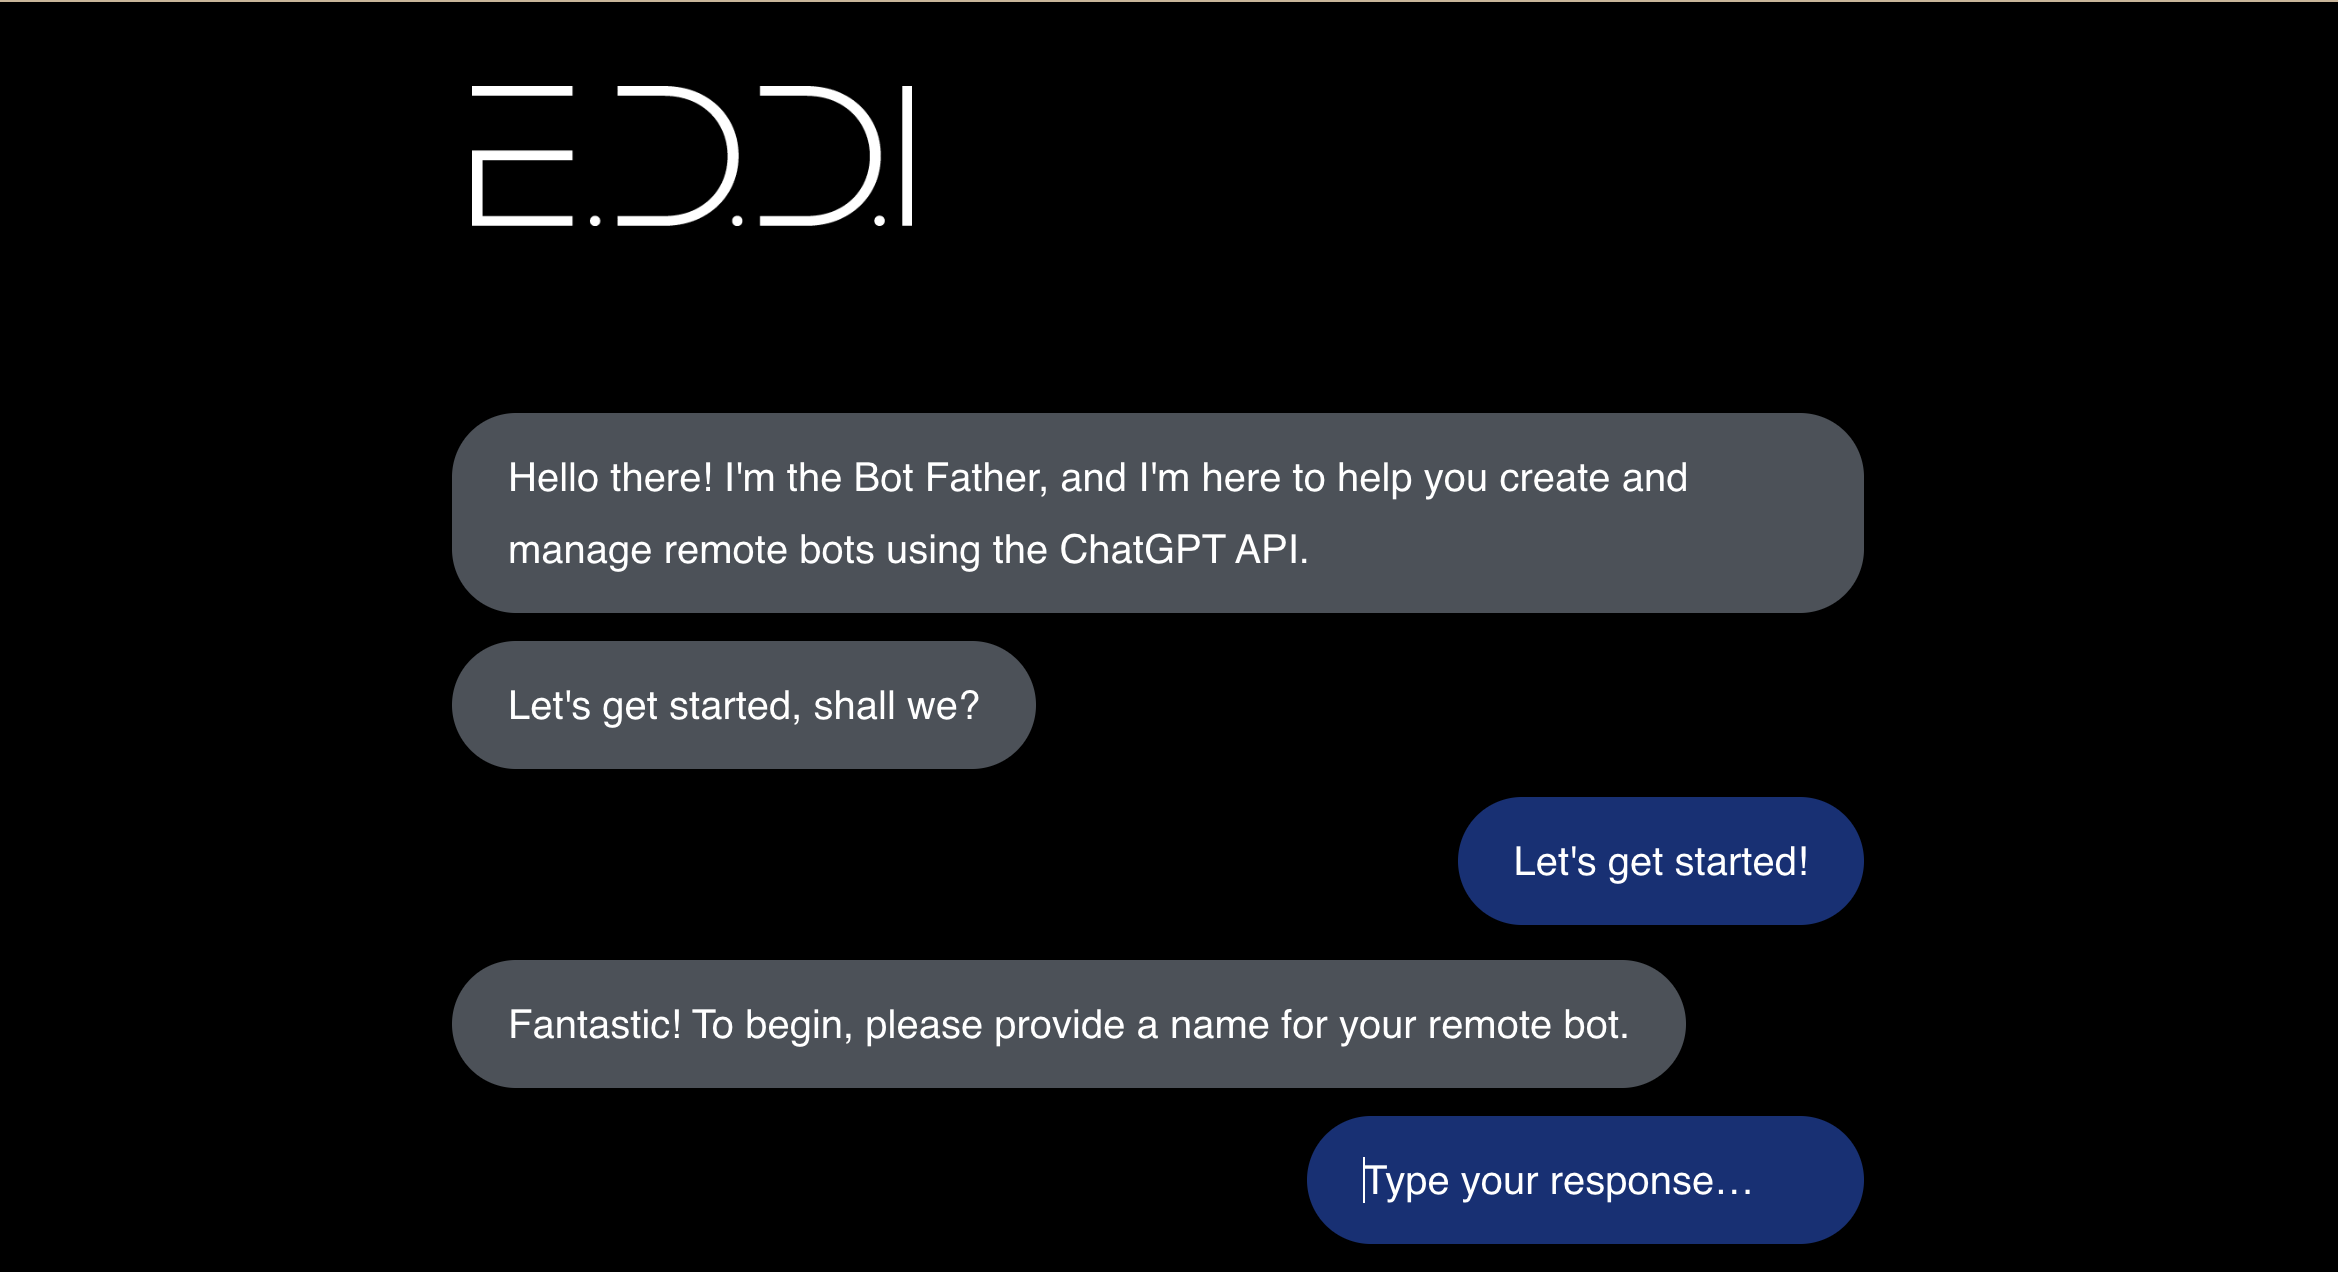 E.D.D.I
Hello there! I'm the Bot Father, and I'm here to help you create and
manage remote bots using the ChatGPT API.
Let's get started, shall we?
Let's get started!
Fantastic! To begin, please provide a name for your remote bot.
Type your response…